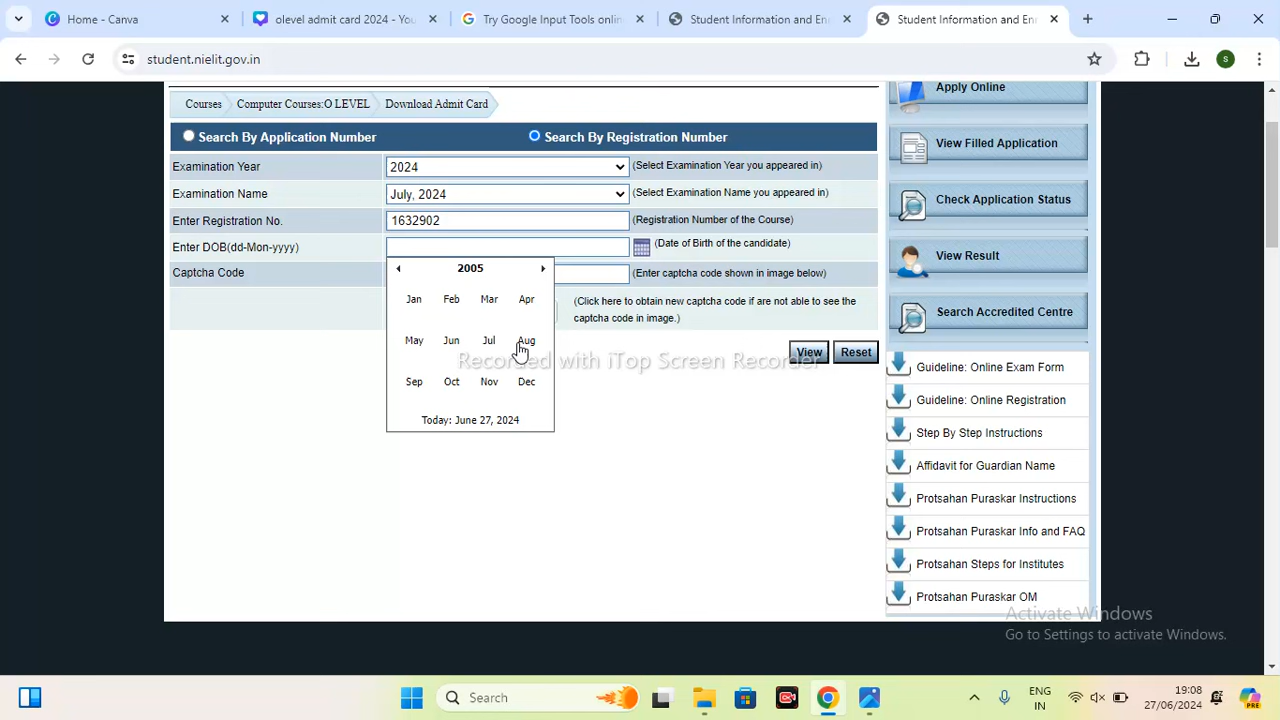 Home - Canva
olevel admit card 2024 - You
Try Google Input Tools online
Student Information and En
Student Information and En
student.nielit.gov.in
Courses Computer Courses:O LEVEL Download Admit Card
Search By Application Number Search By Registration Number
Examination Year 2024 (Select Examination Year you appeared in)
Examination Name July, 2024 (Select Examination Name you appeared in)
Enter Registration No. 1632902 (Registration Number of the Course)
Enter DOB(dd-Mon-yyyy) (Date of Birth of the candidate)
Captcha Code (Enter captcha code shown in image below)
(Click here to obtain new captcha code if are not able to see the
captcha code in image.)
View Reset
2005
Jan Feb Mar Apr
May Jun Jul Aug
Sep Oct Nov Dec
Today: June 27, 2024
Recorded with iTop Screen Recorder
Apply Online
View Filled Application
Check Application Status
View Result
Search Accredited Centre
Guideline: Online Exam Form
Guideline: Online Registration
Step By Step Instructions
Affidavit for Guardian Name
Protsahan Puraskar Instructions
Protsahan Puraskar Info and FAQ
Protsahan Steps for Institutes
Protsahan Puraskar OM
Activate Windows
Go to Settings to activate Windows.
Search
ENG
IN
19:08
27/06/2024
PRE
S